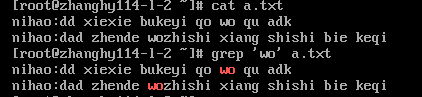 [root@zhanghy114-l-2 ~]# cat a.txt
nihao:dd xiexie bukeyi qo wo qu adk
nihao:dad zhende wozhishi xiang shishi bie keqi
[root@zhanghy114-l-2 ~]# grep 'wo' a.txt
nihao:dd xiexie bukeyi qo wo qu adk
nihao:dad zhende wozhishi xiang shishi bie keqi